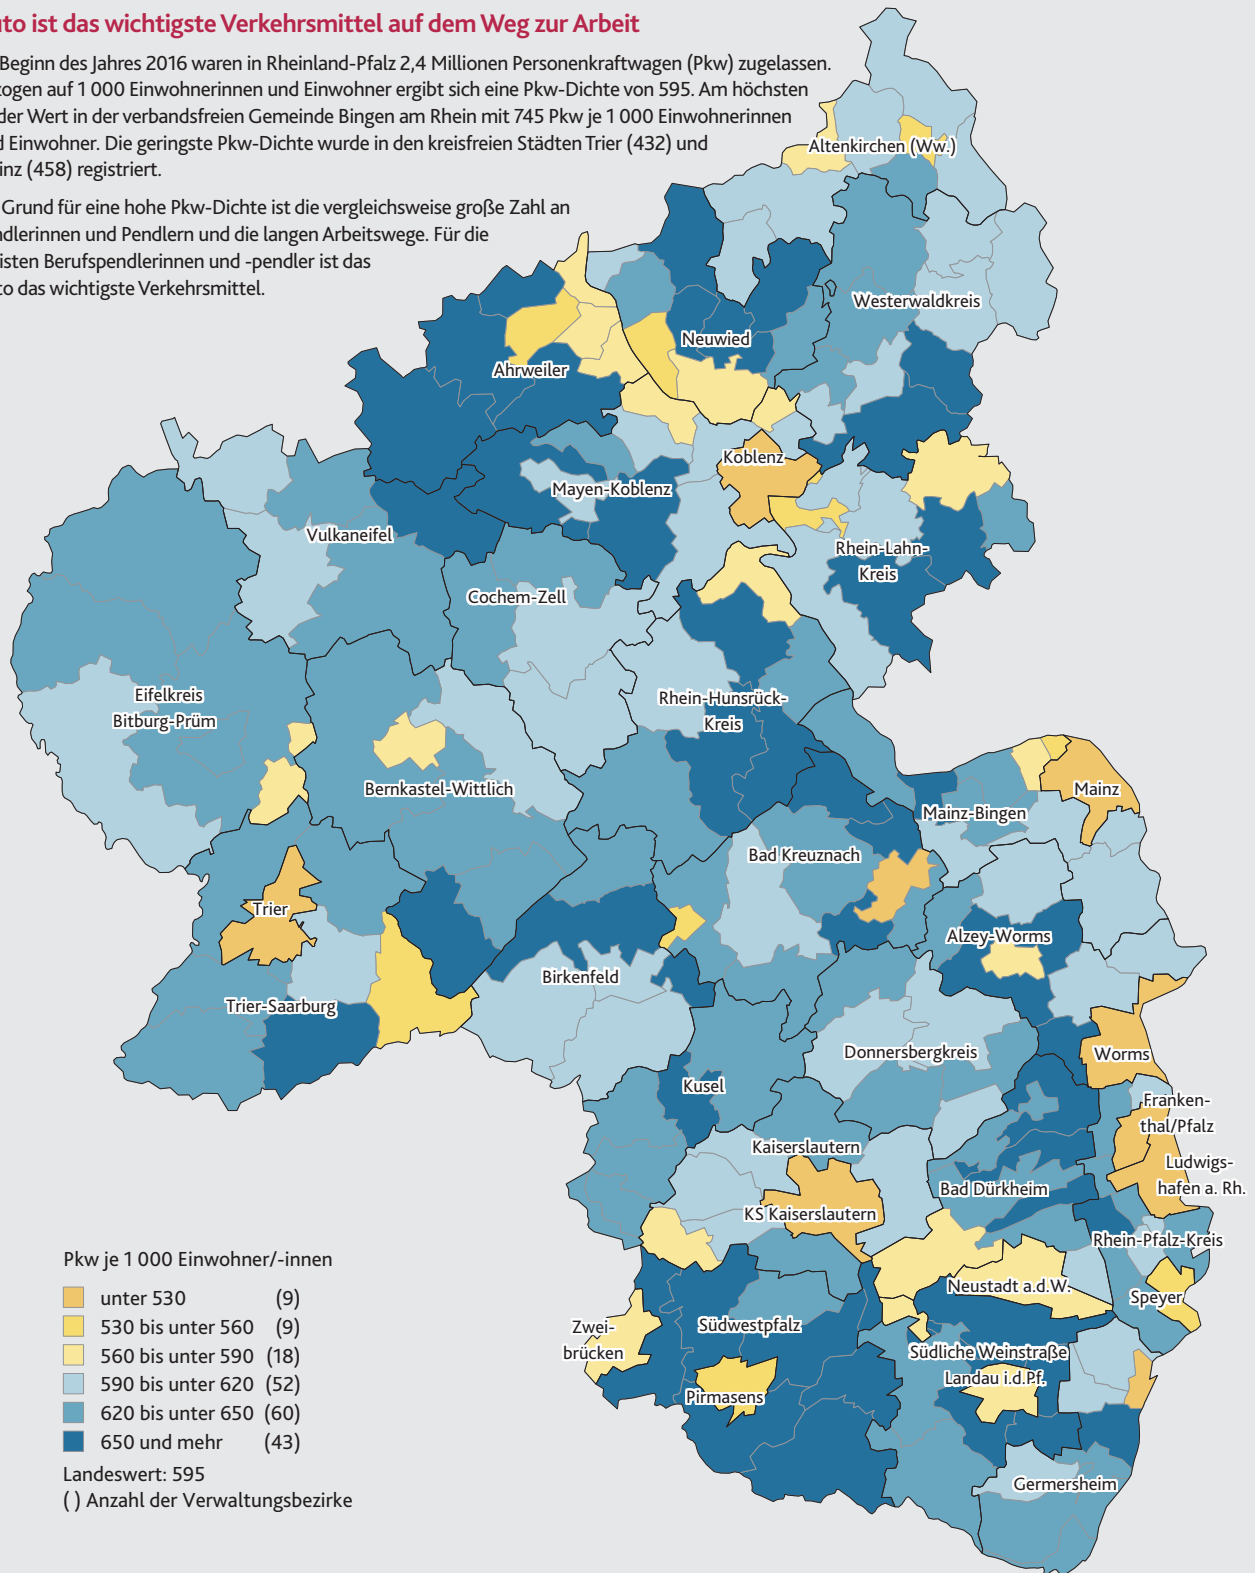 uto ist das wichtigste Verkehrsmittel auf dem Weg zur Arbeit
Beginn des Jahres 2016 waren in Rheinland-Pfalz 2,4 Millionen Personenkraftwagen (Pkw) zugelassen.
zogen auf 1 000 Einwohnerinnen und Einwohner ergibt sich eine Pkw-Dichte von 595. Am höchsten
der Wert in der verbandsfreien Gemeinde Bingen am Rhein mit 745 Pkw je 1 000 Einwohnerinnen
d Einwohner. Die geringste Pkw-Dichte wurde in den kreisfreien Städten Trier (432) und
inz (458) registriert.
Grund für eine hohe Pkw-Dichte ist die vergleichsweise große Zahl an
ndlerinnen und Pendlern und die langen Arbeitswege. Für die
isten Berufspendlerinnen und -pendler ist das
to das wichtigste Verkehrsmittel.
Altenkirchen (Ww.)
Westerwaldkreis
Neuwied
Ahrweiler
Koblenz
Mayen-Koblenz
Vulkaneifel
Rhein-Lahn-
Kreis
Cochem-Zell
Eifelkreis
Bitburg-Prüm
Rhein-Hunsrück-
Kreis
Bernkastel-Wittlich
Mainz
Mainz-Bingen
Bad Kreuznach
Trier
Alzey-Worms
Birkenfeld
Trier-Saarburg
Donnersbergkreis
Worms
Kusel
Franken-
thal/Pfalz
Kaiserslautern
Ludwigs-
hafen a. Rh.
Bad Dürkheim
KS Kaiserslautern
Rhein-Pfalz-Kreis
Neustadt a.d.W.
Speyer
Zwei-
brücken
Südwestpfalz
Südliche Weinstraße
Landau i.d.Pf.
Pirmasens
Germersheim
Pkw je 1 000 Einwohner/-innen
unter 530 (9)
530 bis unter 560 (9)
560 bis unter 590 (18)
590 bis unter 620 (52)
620 bis unter 650 (60)
650 und mehr (43)
Landeswert: 595
( ) Anzahl der Verwaltungsbezirke